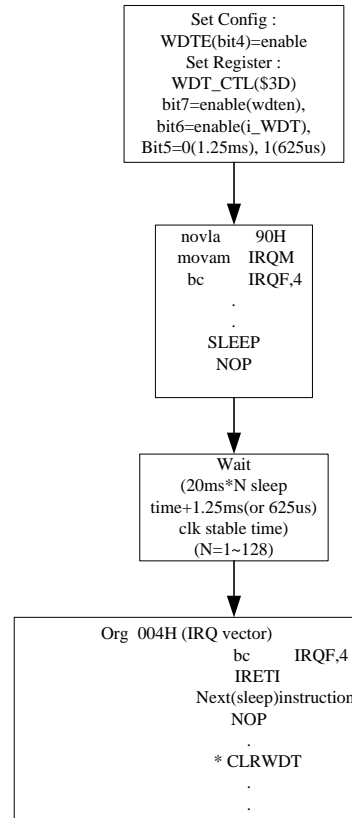 Set Config :
WDTE(bit4)=enable
Set Register :
WDT_CTL($3D)
bit7=enable(wdten),
bit6=enable(i_WDT),
Bit5=0(1.25ms), 1(625us)
novla 90H
movam IRQM
bc IRQF,4
.
.
SLEEP
NOP
Wait
(20ms*N sleep
time+1.25ms(or 625us)
clk stable time)
(N=1~128)
Org 004H (IRQ vector)
bc IRQF,4
IRETI
Next(sleep)instruction
NOP
.
* CLRWDT
.
.